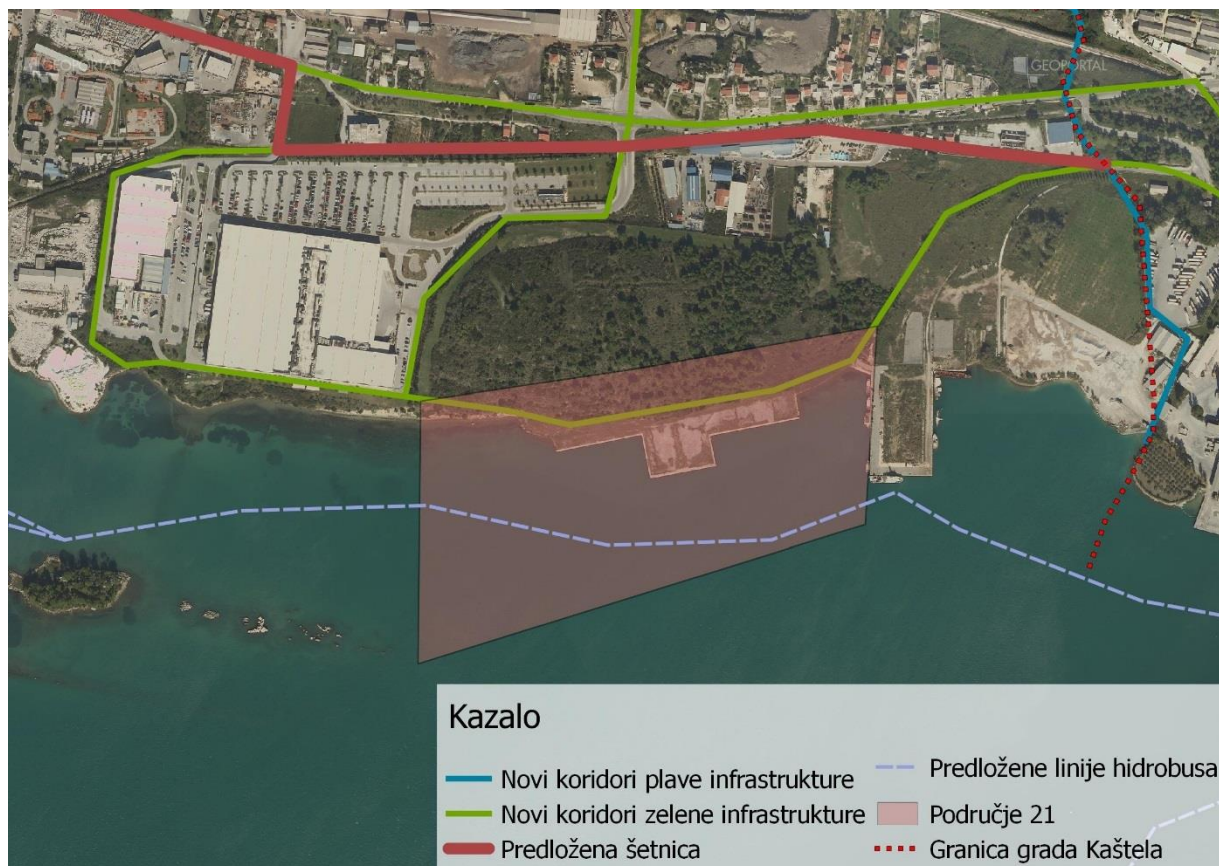 GEOPORTAL
Kazalo
Novi koridori plave infrastrukture
Novi koridori zelene infrastrukture
Predložena šetnica
Predložene linije hidrobusa
Područje 21
Granica grada Kaštela